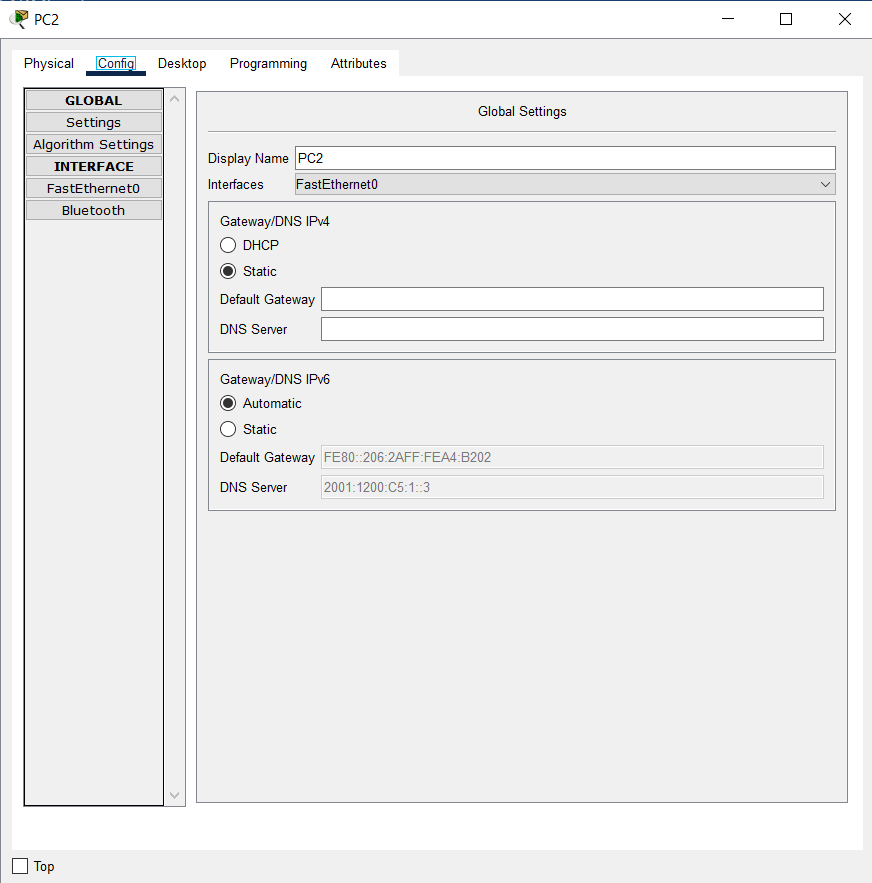 PC2
Physical Config Desktop Programming Attributes
GLOBAL
Settings
Algorithm Settings
INTERFACE
FastEthernet0
Bluetooth
Global Settings
Display Name PC2
Interfaces FastEthernet0
Gateway/DNS IPv4
DHCP
Static
Default Gateway
DNS Server
Gateway/DNS IPv6
Automatic
Static
Default Gateway FE80::206:2AFF:FEA4:B202
DNS Server 2001:1200:C5:1::3
Top